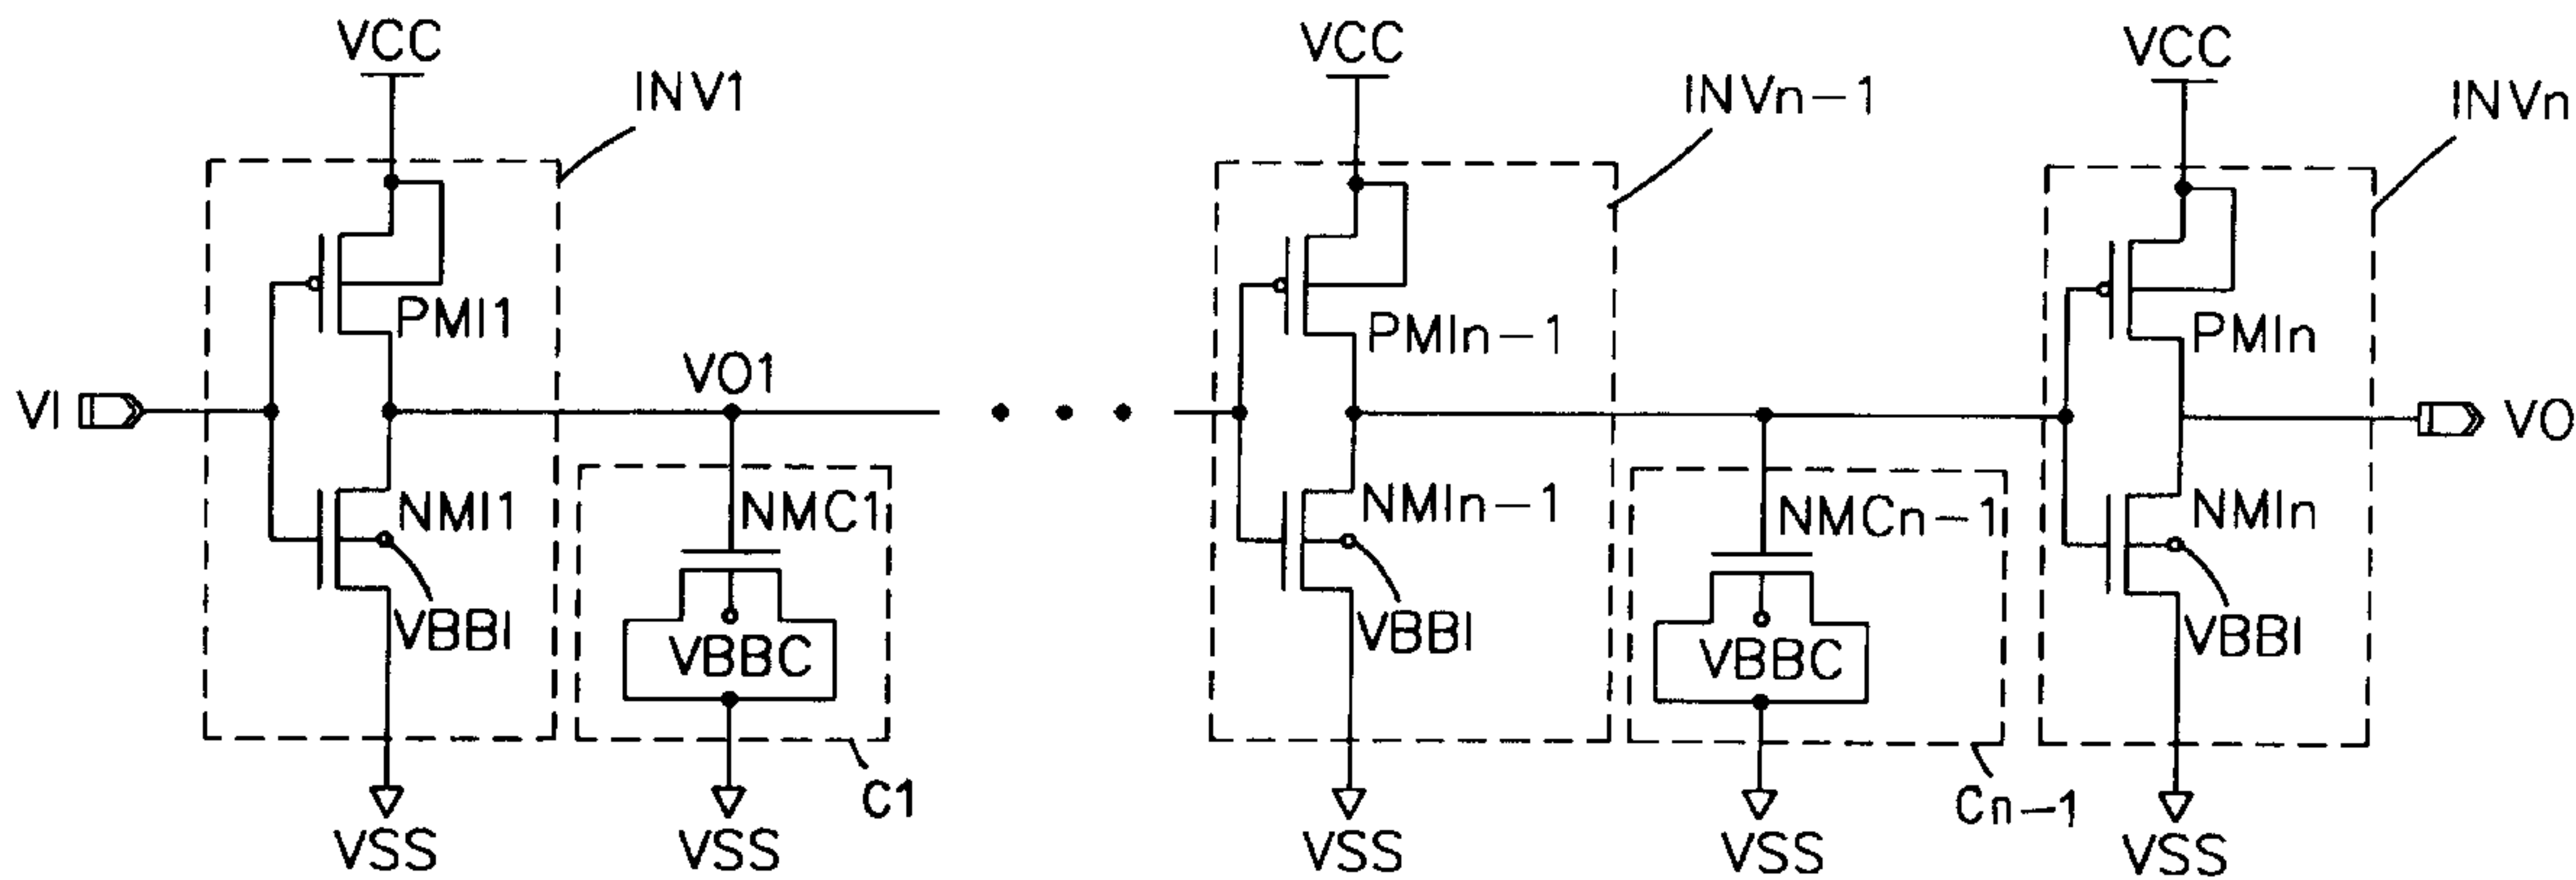 VCC
INV1
VCC
INVn-1
VCC
INVn
PMI1
PMIn-1
PMIn
VI
VO1
VO
NMI1
NMC1
NMIn-1
NMCn-1
NMIn
VBBI
VBBC
VBBI
VBBC
VBBI
C1
Cn-1
VSS
VSS
VSS
VSS
VSS